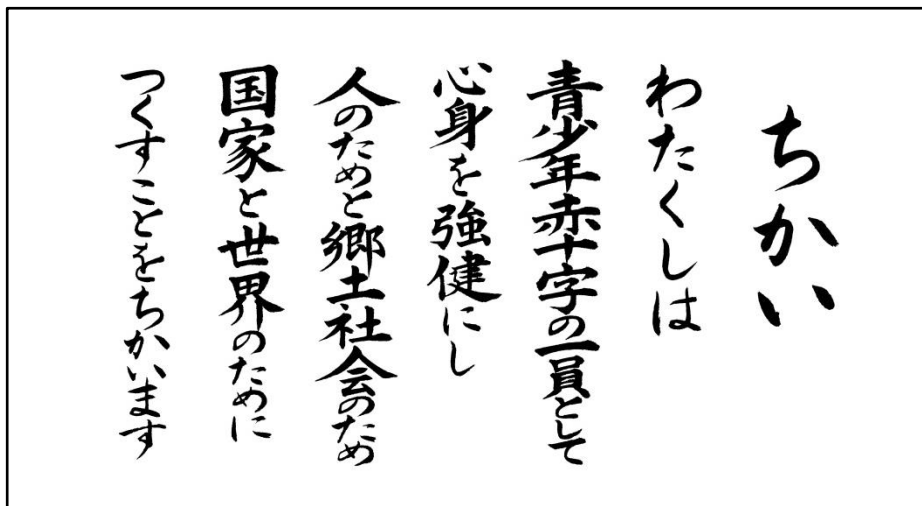 ちかい
わたくしは
青少年赤十字の一員として
心身を強健にし
人のためと郷土社会のため
国家と世界のために
つくすことをちかいます